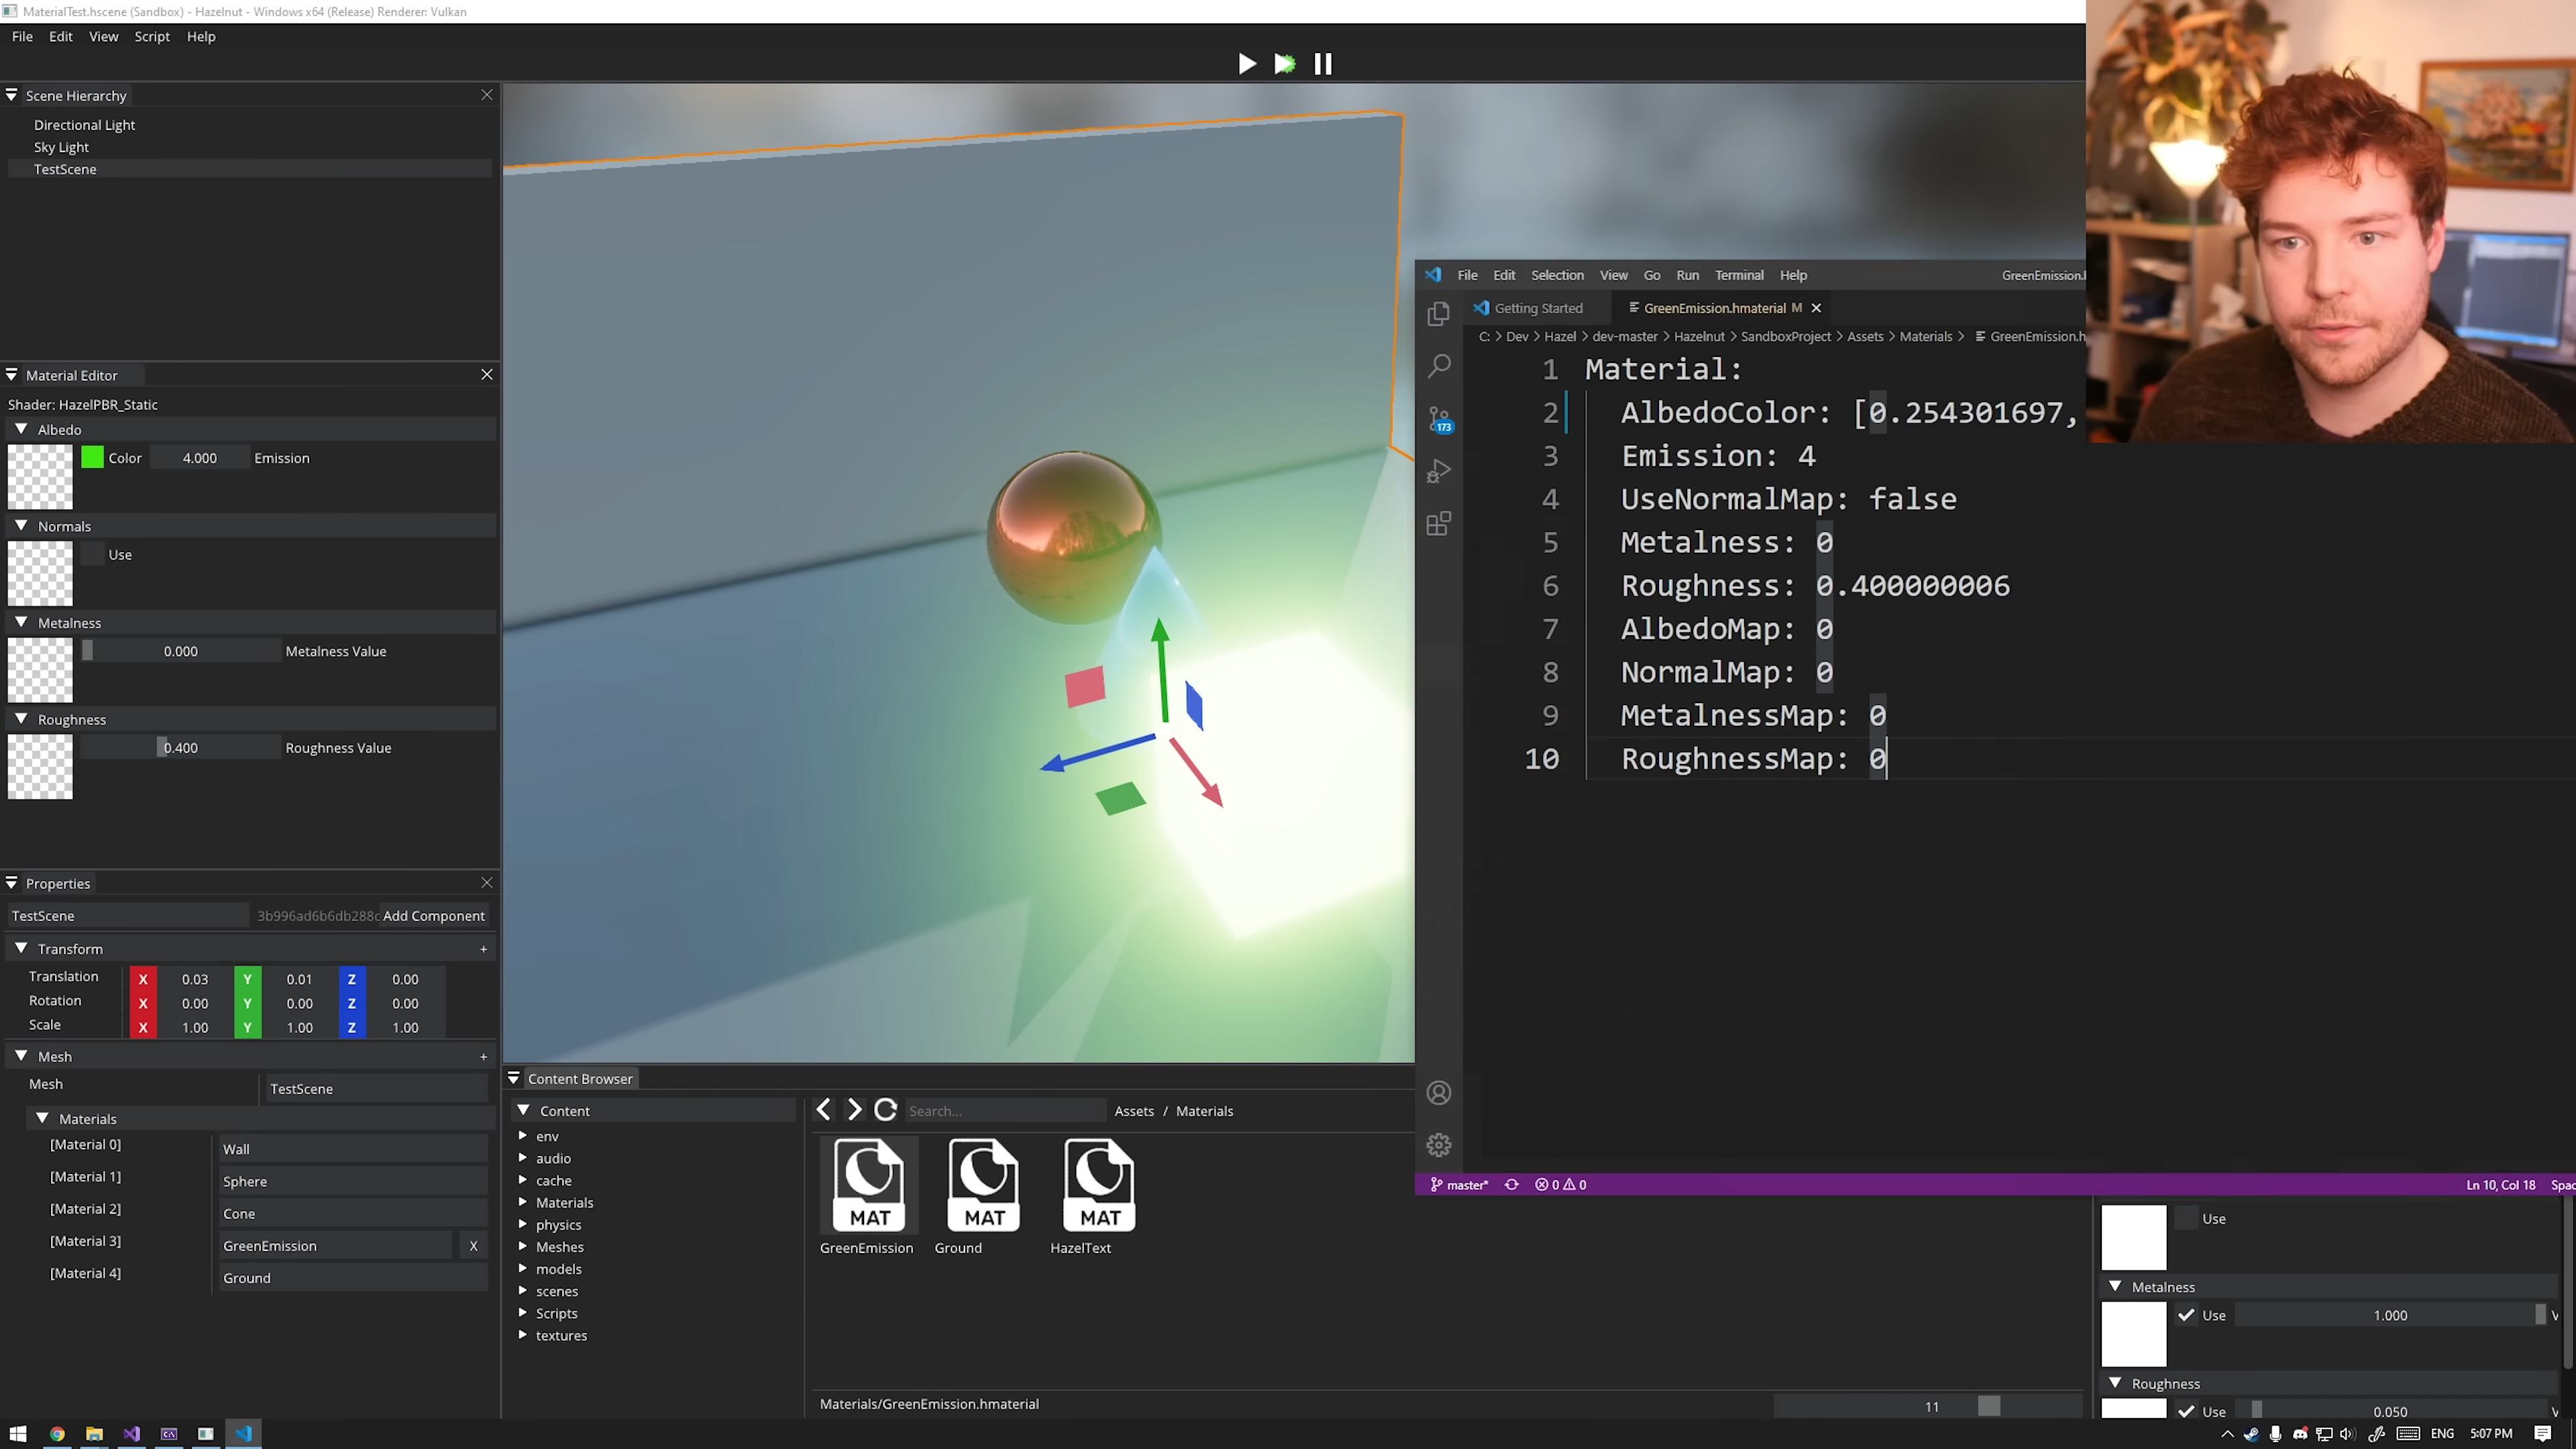 MaterialTest.hscene (Sandbox) - Hazelnut - Windows x64 (Release) Renderer: Vulkan
File Edit View Script Help
Scene Hierarchy
Directional Light
Sky Light
TestScene
Material Editor
Shader: HazelPBR_Static
Albedo
Color 4.000 Emission
Normals
Use
Metalness
0.000 Metalness Value
Roughness
0.400 Roughness Value
Properties
TestScene 3b996ad6b6db288c Add Component
Transform +
Translation X 0.03 Y 0.01 Z 0.00
Rotation X 0.00 Y 0.00 Z 0.00
Scale X 1.00 Y 1.00 Z 1.00
Mesh +
Mesh TestScene
Materials
[Material 0] Wall
[Material 1] Sphere
[Material 2] Cone
[Material 3] GreenEmission X
[Material 4] Ground
Content Browser
Content
env
audio
cache
Materials
physics
Meshes
models
scenes
Scripts
textures
Search... Assets / Materials
MAT MAT MAT
GreenEmission Ground HazelText
Materials/GreenEmission.hmaterial 11
File Edit Selection View Go Run Terminal Help GreenEmission.
Getting Started GreenEmission.hmaterial M
C: > Dev > Hazel > dev-master > Hazelnut > SandboxProject > Assets > Materials > GreenEmission.h
173
1 Material:
2 AlbedoColor: [0.254301697,
3 Emission: 4
4 UseNormalMap: false
5 Metalness: 0
6 Roughness: 0.400000006
7 AlbedoMap: 0
8 NormalMap: 0
9 MetalnessMap: 0
10 RoughnessMap: 0
master* 0 0 Ln 10, Col 18 Spac
Use
Metalness
Use 1.000
Roughness
Use 0.050
ENG 5:07 PM